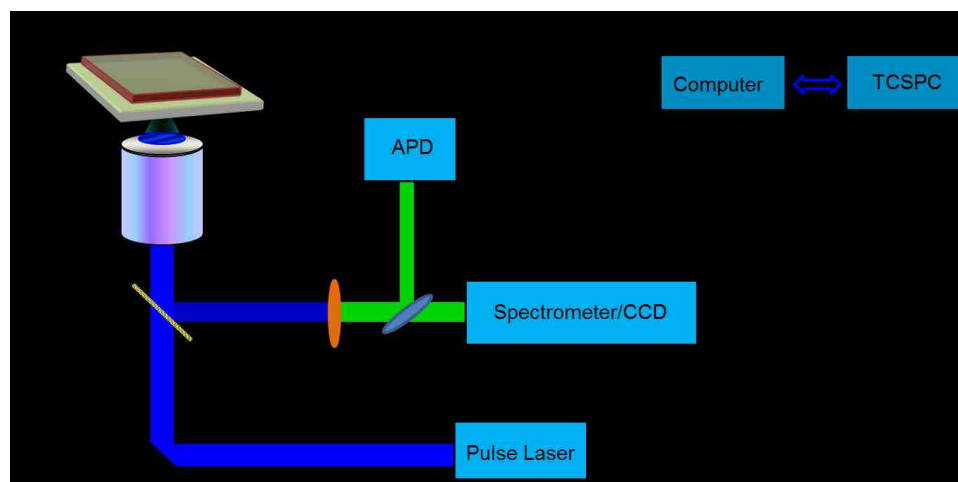 Computer
TCSPC
APD
Spectrometer/CCD
Pulse Laser